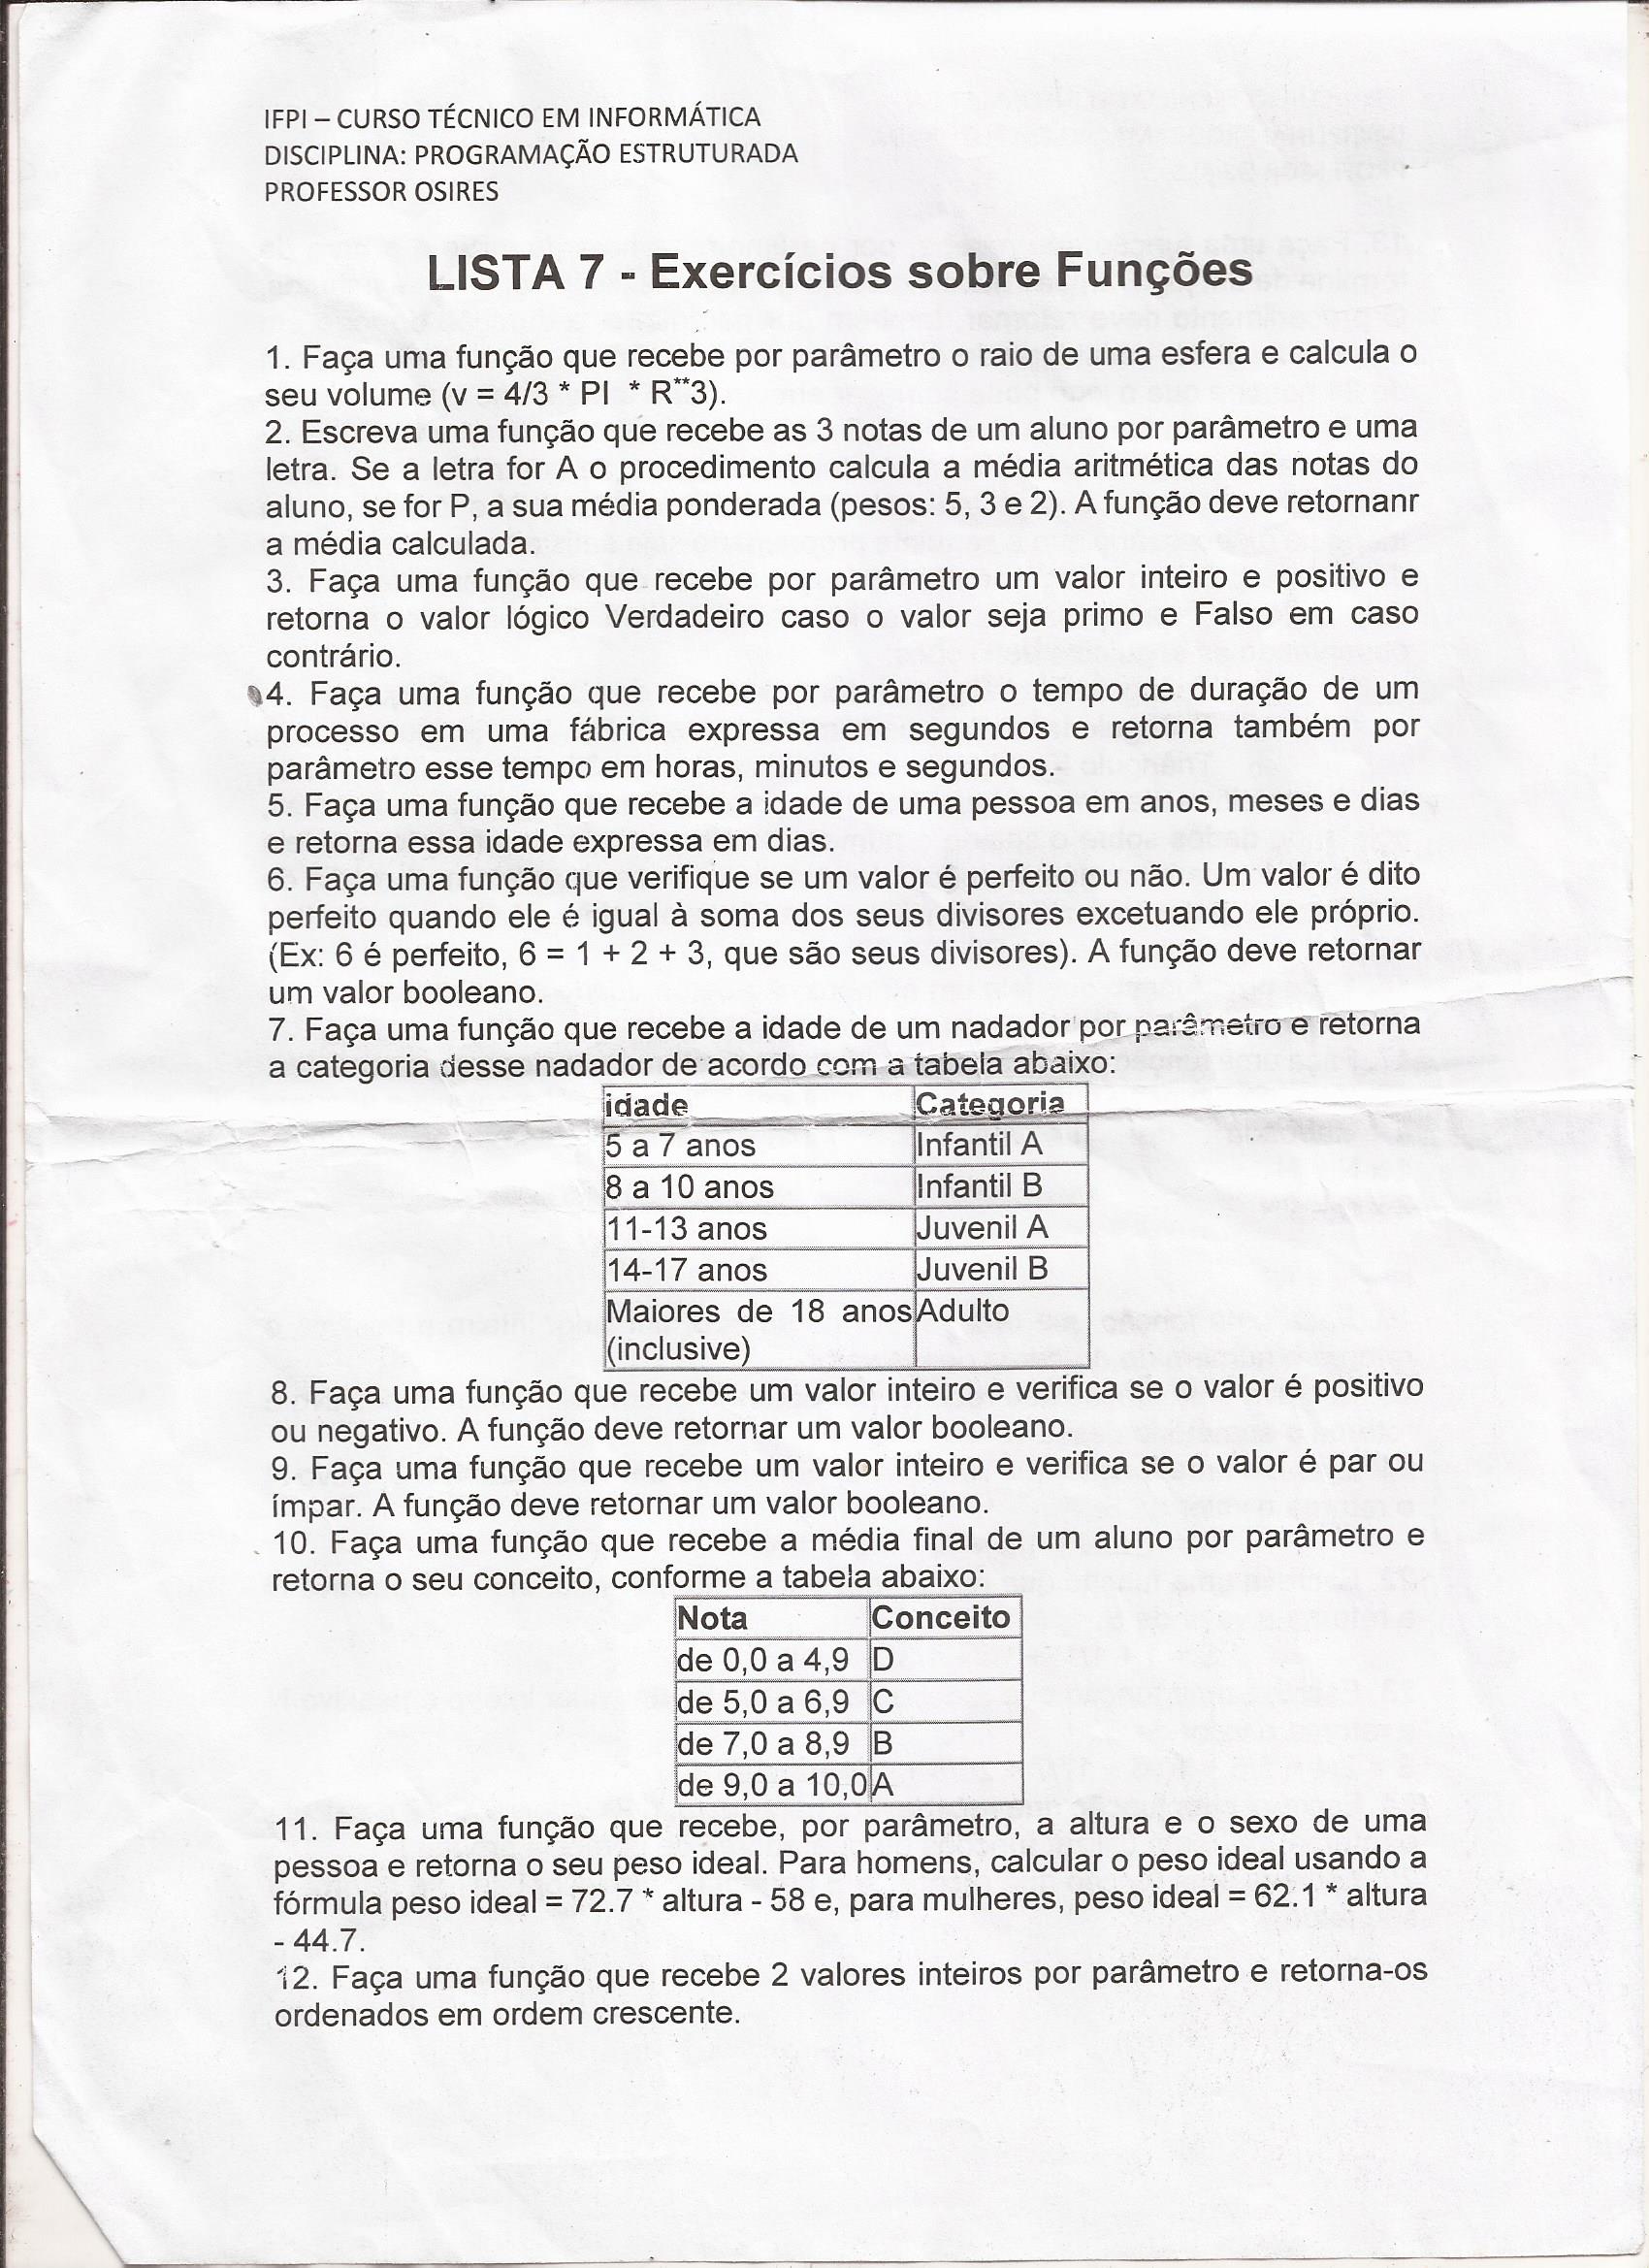 IFPI – CURSO TÉCNICO EM INFORMÁTICA
DISCIPLINA: PROGRAMAÇÃO ESTRUTURADA
PROFESSOR OSIRES
LISTA 7 - Exercícios sobre Funções
1. Faça uma função que recebe por parâmetro o raio de uma esfera e calcula o
seu volume (v = 4/3 * PI * R**3).
2. Escreva uma função que recebe as 3 notas de um aluno por parâmetro e uma
letra. Se a letra for A o procedimento calcula a média aritmética das notas do
aluno, se for P, a sua média ponderada (pesos: 5, 3 e 2). A função deve retornanr
a média calculada.
3. Faça uma função que recebe por parâmetro um valor inteiro e positivo e
retorna o valor lógico Verdadeiro caso o valor seja primo e Falso em caso
contrário.
4. Faça uma função que recebe por parâmetro o tempo de duração de um
processo em uma fábrica expressa em segundos e retorna também por
parâmetro esse tempo em horas, minutos e segundos.
5. Faça uma função que recebe a idade de uma pessoa em anos, meses e dias
e retorna essa idade expressa em dias.
6. Faça uma função que verifique se um valor é perfeito ou não. Um valor é dito
perfeito quando ele é igual à soma dos seus divisores excetuando ele próprio.
(Ex: 6 é perfeito, 6 = 1 + 2 + 3, que são seus divisores). A função deve retornar
um valor booleano.
7. Faça uma função que recebe a idade de um nadador por parâmetro e retorna
a categoria desse nadador de acordo com a tabela abaixo:
idade Categoria
5 a 7 anos Infantil A
8 a 10 anos Infantil B
11-13 anos Juvenil A
14-17 anos Juvenil B
Maiores de 18 anos Adulto
(inclusive)
8. Faça uma função que recebe um valor inteiro e verifica se o valor é positivo
ou negativo. A função deve retornar um valor booleano.
9. Faça uma função que recebe um valor inteiro e verifica se o valor é par ou
ímpar. A função deve retornar um valor booleano.
10. Faça uma função que recebe a média final de um aluno por parâmetro e
retorna o seu conceito, conforme a tabela abaixo:
Nota Conceito
de 0,0 a 4,9 D
de 5,0 a 6,9 C
de 7,0 a 8,9 B
de 9,0 a 10,0 A
11. Faça uma função que recebe, por parâmetro, a altura e o sexo de uma
pessoa e retorna o seu peso ideal. Para homens, calcular o peso ideal usando a
fórmula peso ideal = 72.7 * altura - 58 e, para mulheres, peso ideal = 62.1 * altura
- 44.7.
12. Faça uma função que recebe 2 valores inteiros por parâmetro e retorna-os
ordenados em ordem crescente.